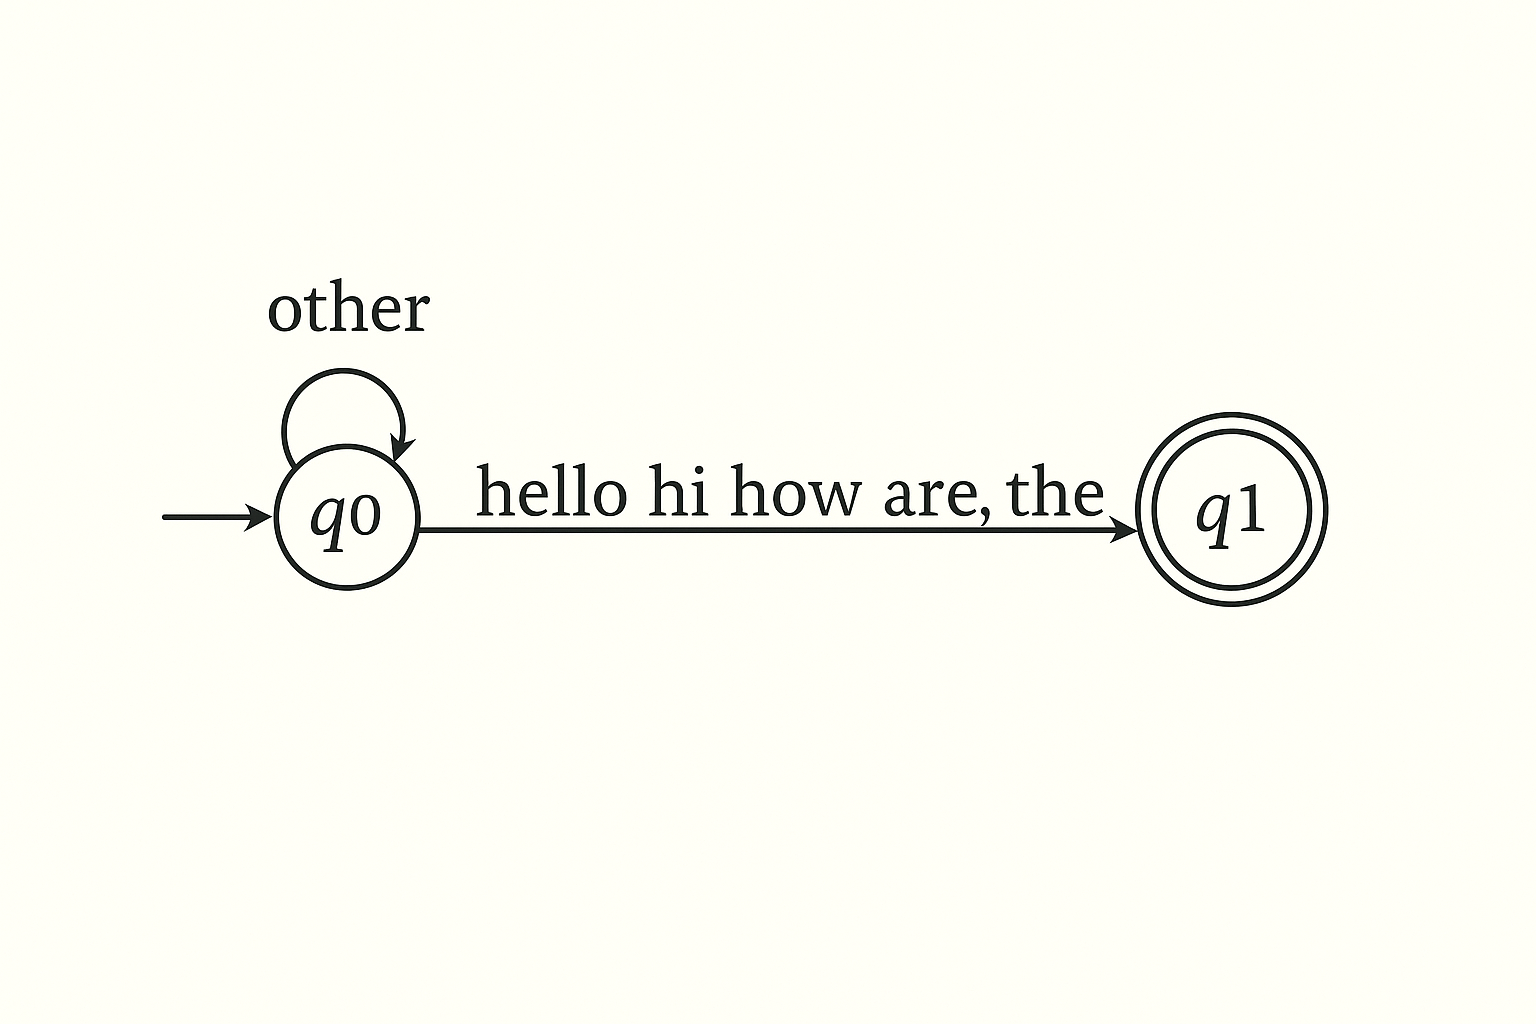 other
hello hi how are, the
q0
q1